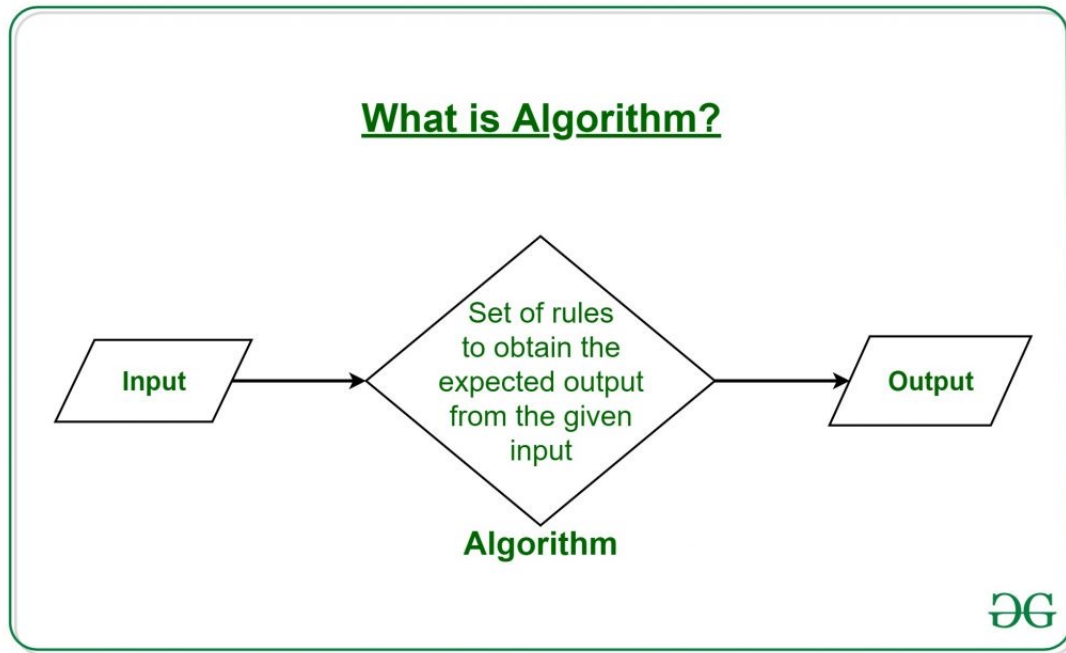 What is Algorithm?
Input
Set of rules
to obtain the
expected output
from the given
input
Output
Algorithm